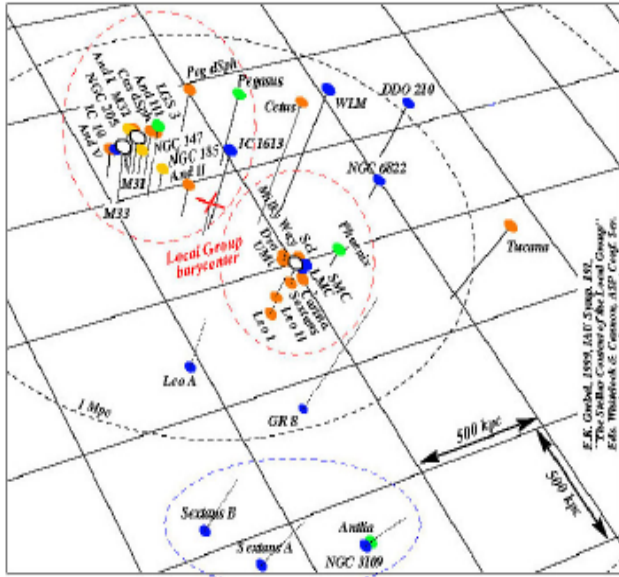 And I
M32
NGC 205
Cas dSph
And III
LGS 3
IC 10
And V
NGC 147
NGC 185
And II
M31
M33
Peg dSph
Pegasus
Cetus
WLM
DDO 210
IC 1613
NGC 6822
Local Group
barycenter
Milky Way
Dra
UMi
Scl
LMC
SMC
Phoenix
Carina
Sextans
Leo II
Leo I
Tucana
Leo A
GR 8
1 Mpc
500 kpc
500 kpc
Sextans B
Sextans A
Antlia
NGC 3109
E.K. Grebel, 1999, IAU Symp. 192,
"The Stellar Content of the Local Group"
Eds. Whitelock & Cannon, ASP Conf. Ser.